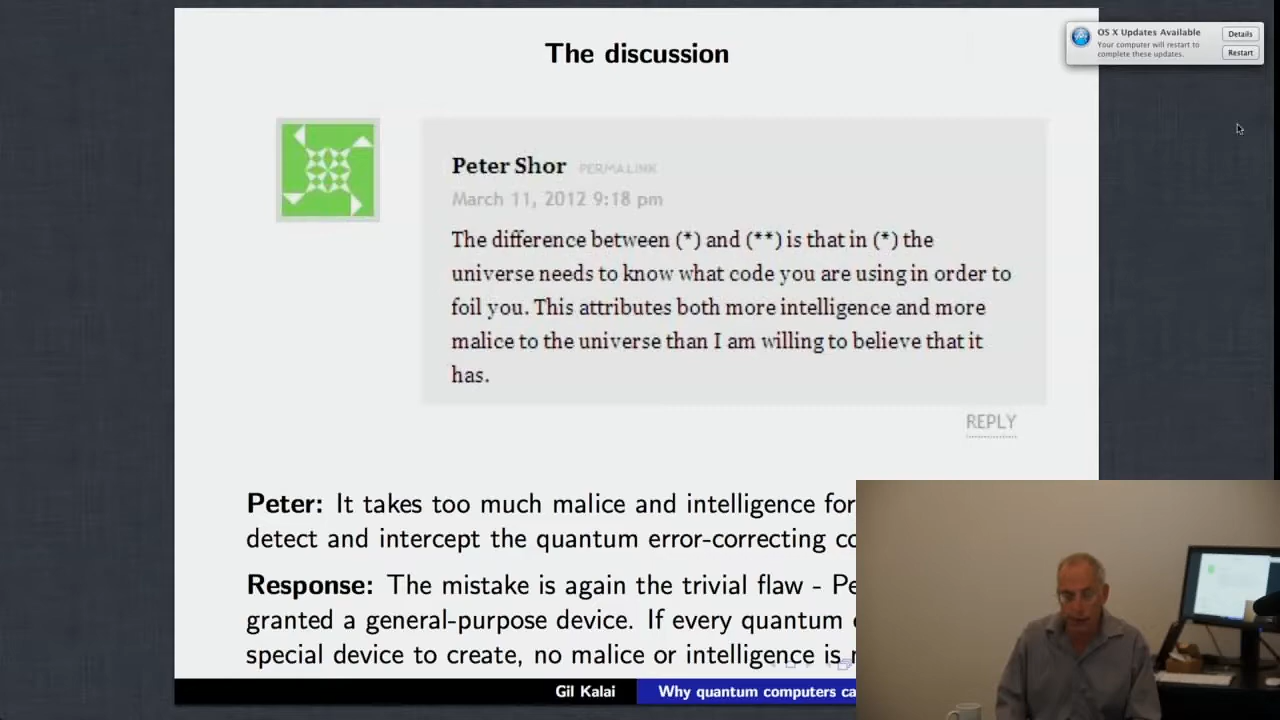 The discussion
OS X Updates Available
Your computer will restart to
complete these updates.
Details
Restart
Peter Shor PERMALINK
March 11, 2012 9:18 pm
The difference between (*) and (**) is that in (*) the
universe needs to know what code you are using in order to
foil you. This attributes both more intelligence and more
malice to the universe than I am willing to believe that it
has.
REPLY
Peter: It takes too much malice and intelligence for
detect and intercept the quantum error-correcting
Response: The mistake is again the trivial flaw -
granted a general-purpose device. If every quantum
special device to create, no malice or intelligence is
Gil Kalai
Why quantum computers